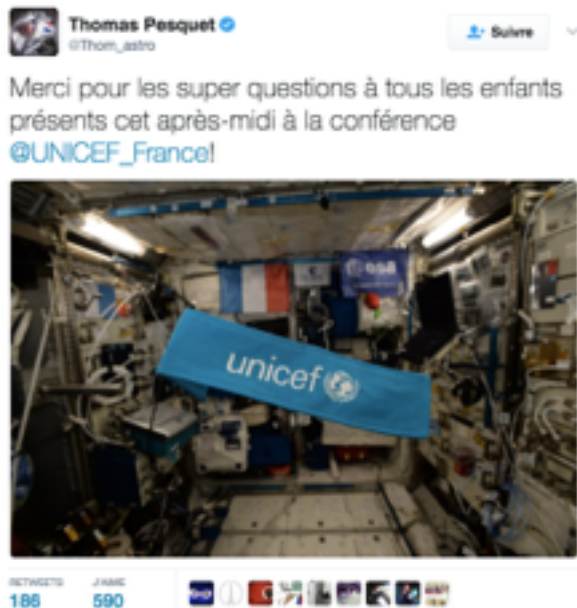 Thomas Pesquet
@Thom_astro
Suivre
Merci pour les super questions à tous les enfants
présents cet après-midi à la conférence
@UNICEF_France!
esa
unicef
RETWEETS J'AIME
186 590